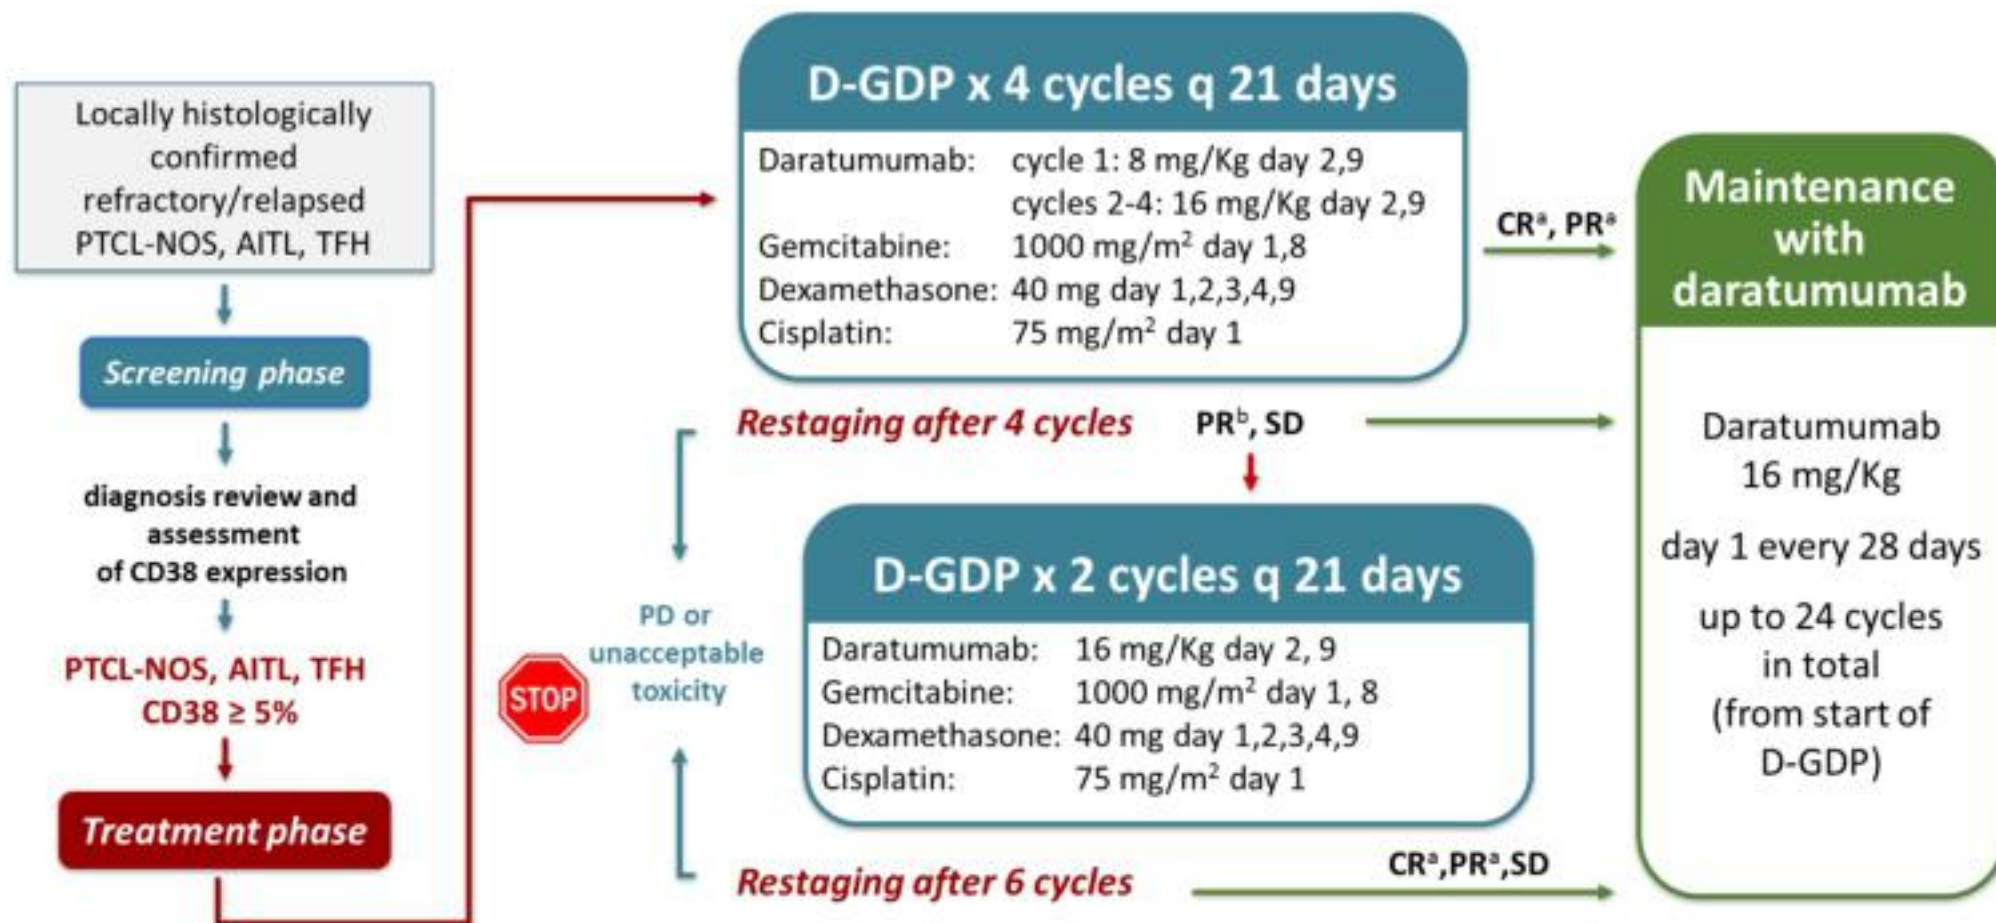 Locally histologically
confirmed
refractory/relapsed
PTCL-NOS, AITL, TFH
Screening phase
diagnosis review and
assessment
of CD38 expression
PTCL-NOS, AITL, TFH
CD38 ≥ 5%
Treatment phase
D-GDP x 4 cycles q 21 days
Daratumumab: cycle 1: 8 mg/Kg day 2,9
cycles 2-4: 16 mg/Kg day 2,9
Gemcitabine: 1000 mg/m² day 1,8
Dexamethasone: 40 mg day 1,2,3,4,9
Cisplatin: 75 mg/m² day 1
CRᵃ, PRᵃ
Restaging after 4 cycles PRᵇ, SD
PD or
unacceptable
toxicity
STOP
D-GDP x 2 cycles q 21 days
Daratumumab: 16 mg/Kg day 2, 9
Gemcitabine: 1000 mg/m² day 1, 8
Dexamethasone: 40 mg day 1,2,3,4,9
Cisplatin: 75 mg/m² day 1
Restaging after 6 cycles
CRᵃ,PRᵃ,SD
Maintenance
with
daratumumab
Daratumumab
16 mg/Kg
day 1 every 28 days
up to 24 cycles
in total
(from start of
D-GDP)